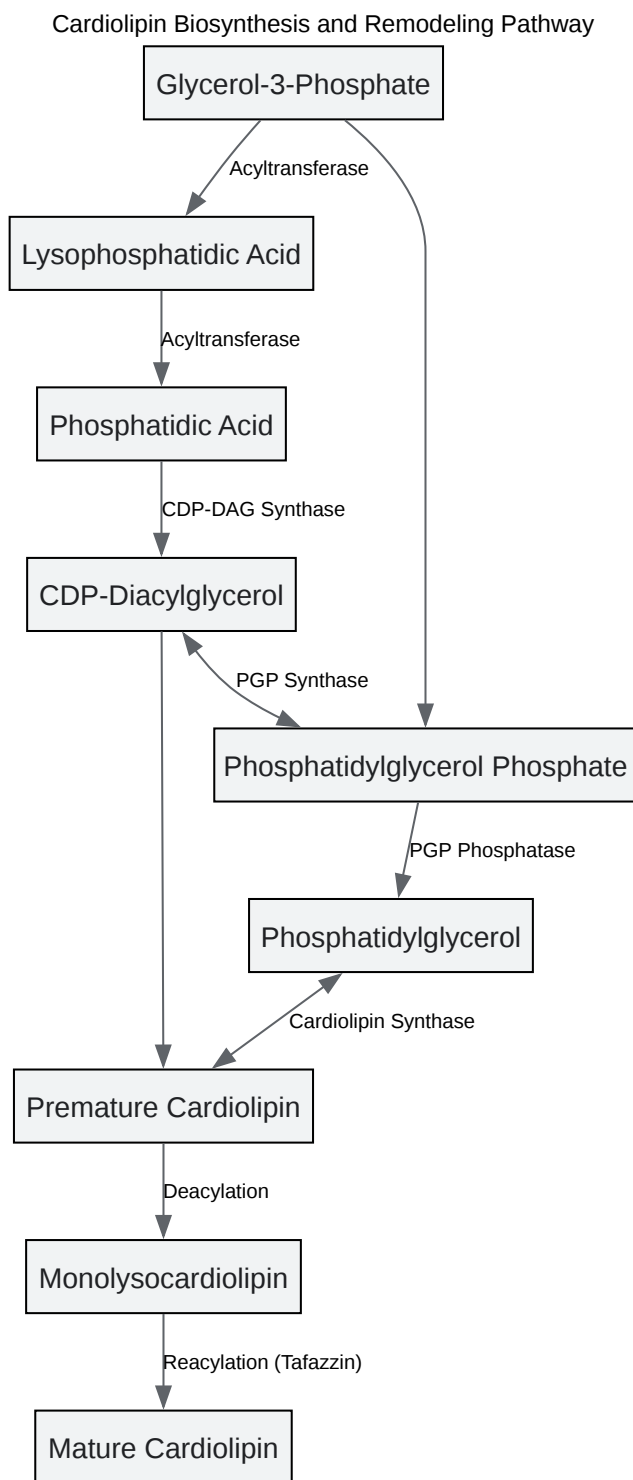 Cardiolipin Biosynthesis and Remodeling Pathway
Glycerol-3-Phosphate
Acyltransferase
Lysophosphatidic Acid
Acyltransferase
Phosphatidic Acid
CDP-DAG Synthase
CDP-Diacylglycerol
PGP Synthase
Phosphatidylglycerol Phosphate
PGP Phosphatase
Phosphatidylglycerol
Cardiolipin Synthase
Premature Cardiolipin
Deacylation
Monolysocardiolipin
Reacylation (Tafazzin)
Mature Cardiolipin